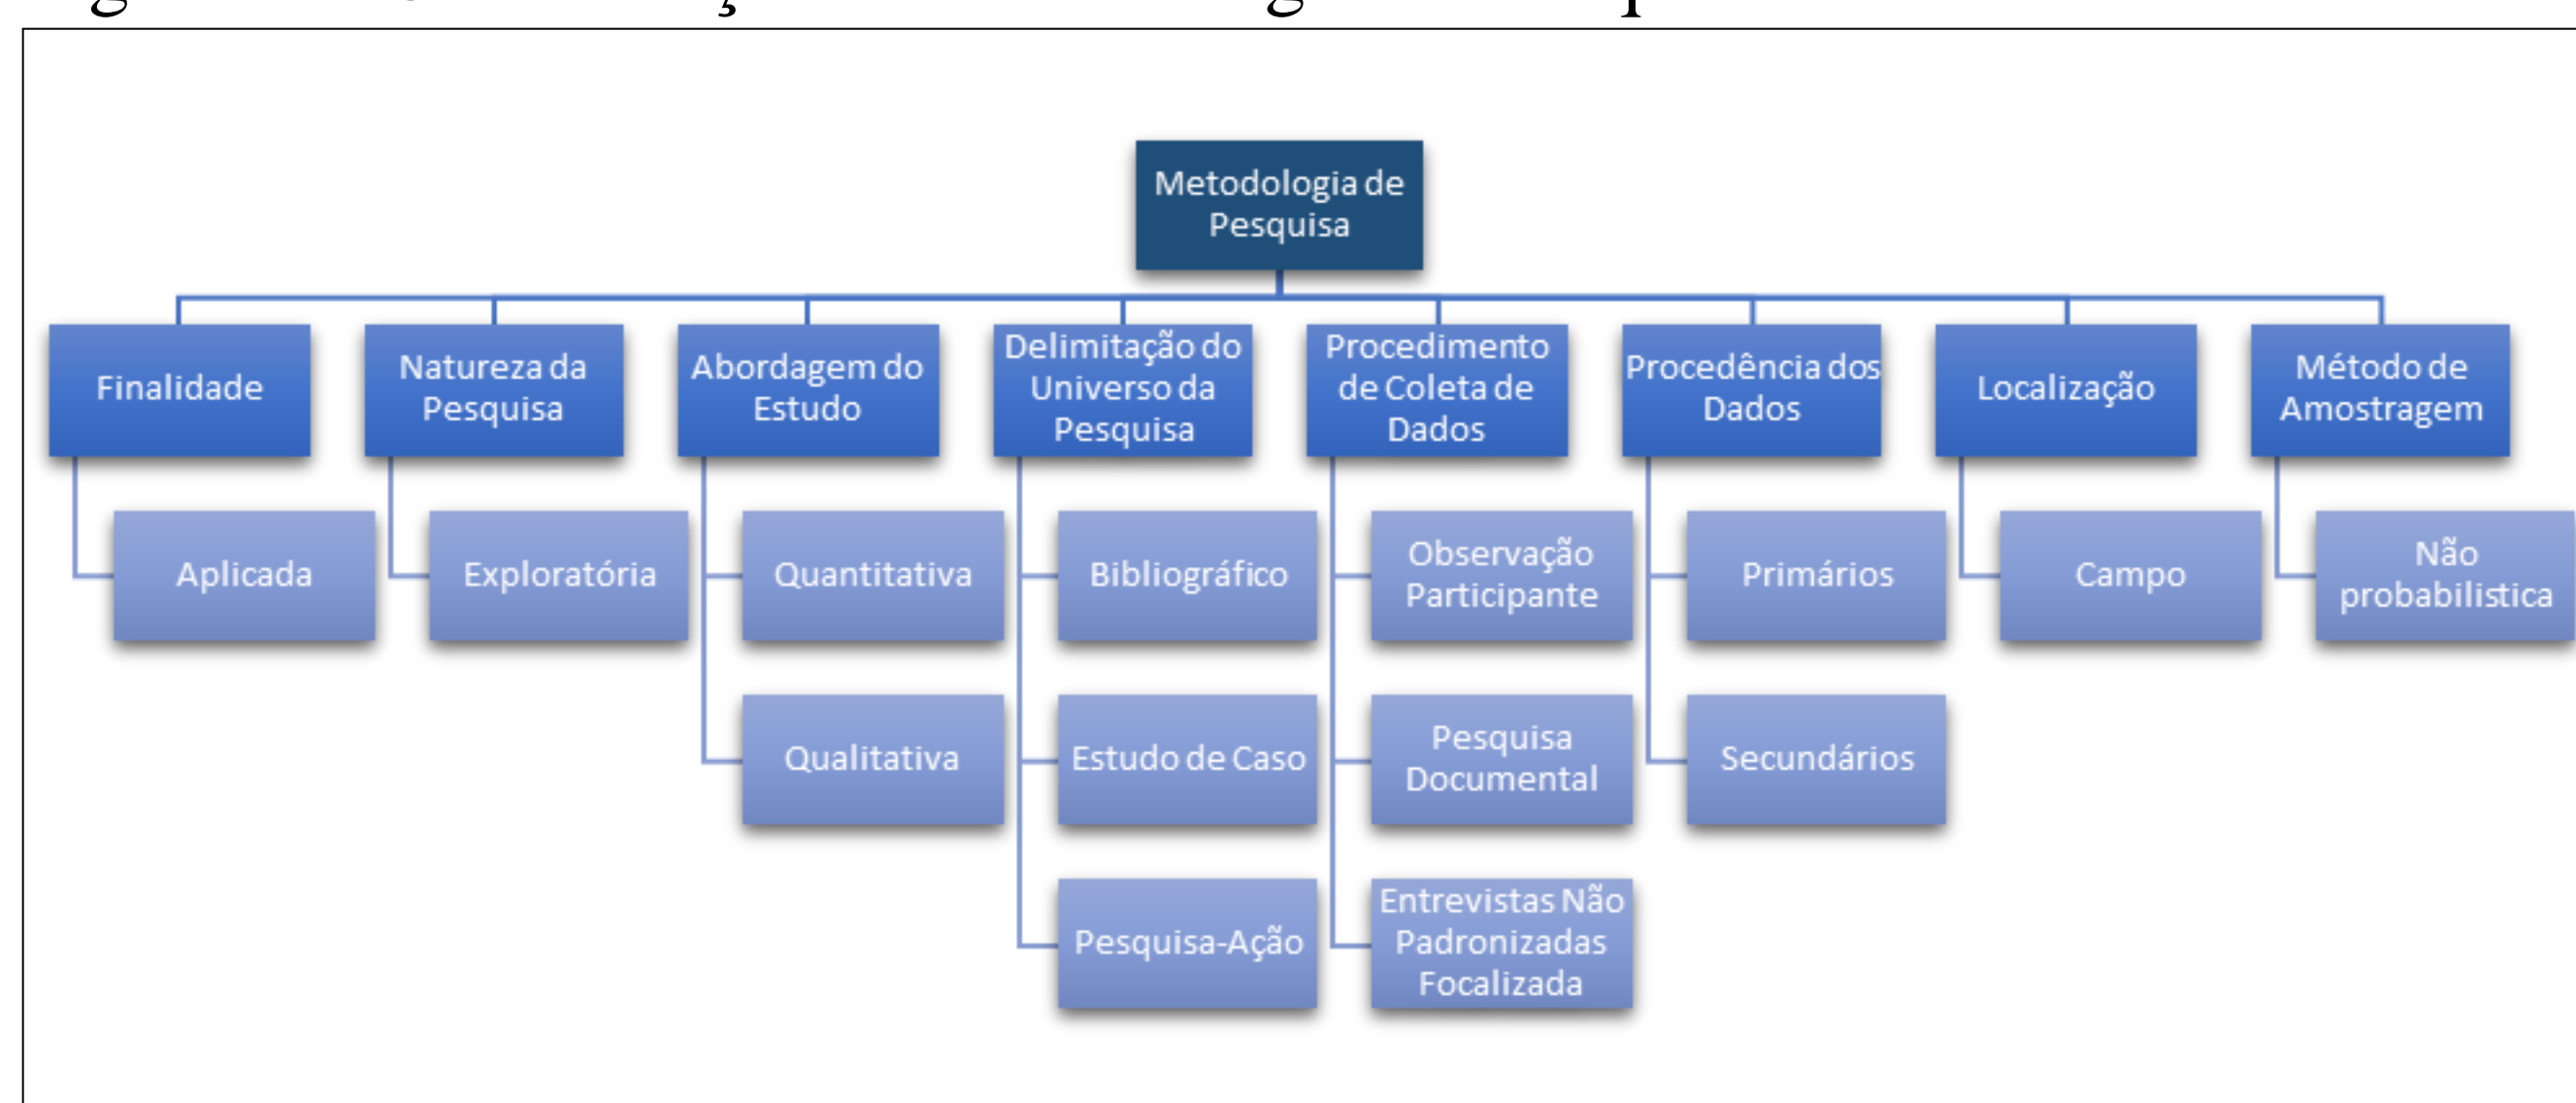 Metodologia de
Pesquisa
Finalidade
Natureza da
Pesquisa
Abordagem do
Estudo
Delimitação do
Universo da
Pesquisa
Procedimento
de Coleta de
Dados
Procedência dos
Dados
Localização
Método de
Amostragem
Aplicada
Exploratória
Quantitativa
Qualitativa
Bibliográfico
Estudo de Caso
Pesquisa-Ação
Observação
Participante
Pesquisa
Documental
Entrevistas Não
Padronizadas
Focalizada
Primários
Secundários
Campo
Não
probabilistica